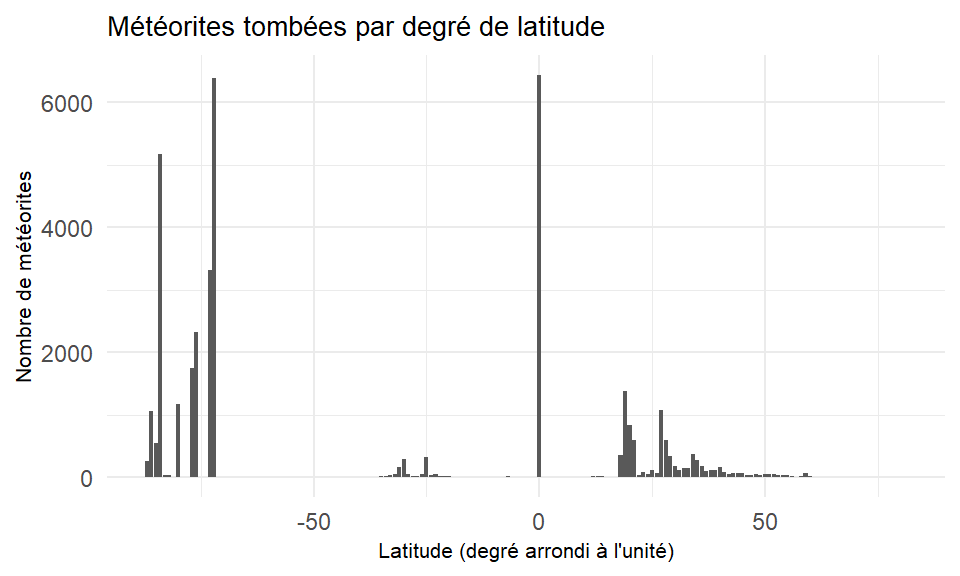 Météorites tombées par degré de latitude
Nombre de météorites
6000
4000
2000
0
-50
0
50
Latitude (degré arrondi à l'unité)